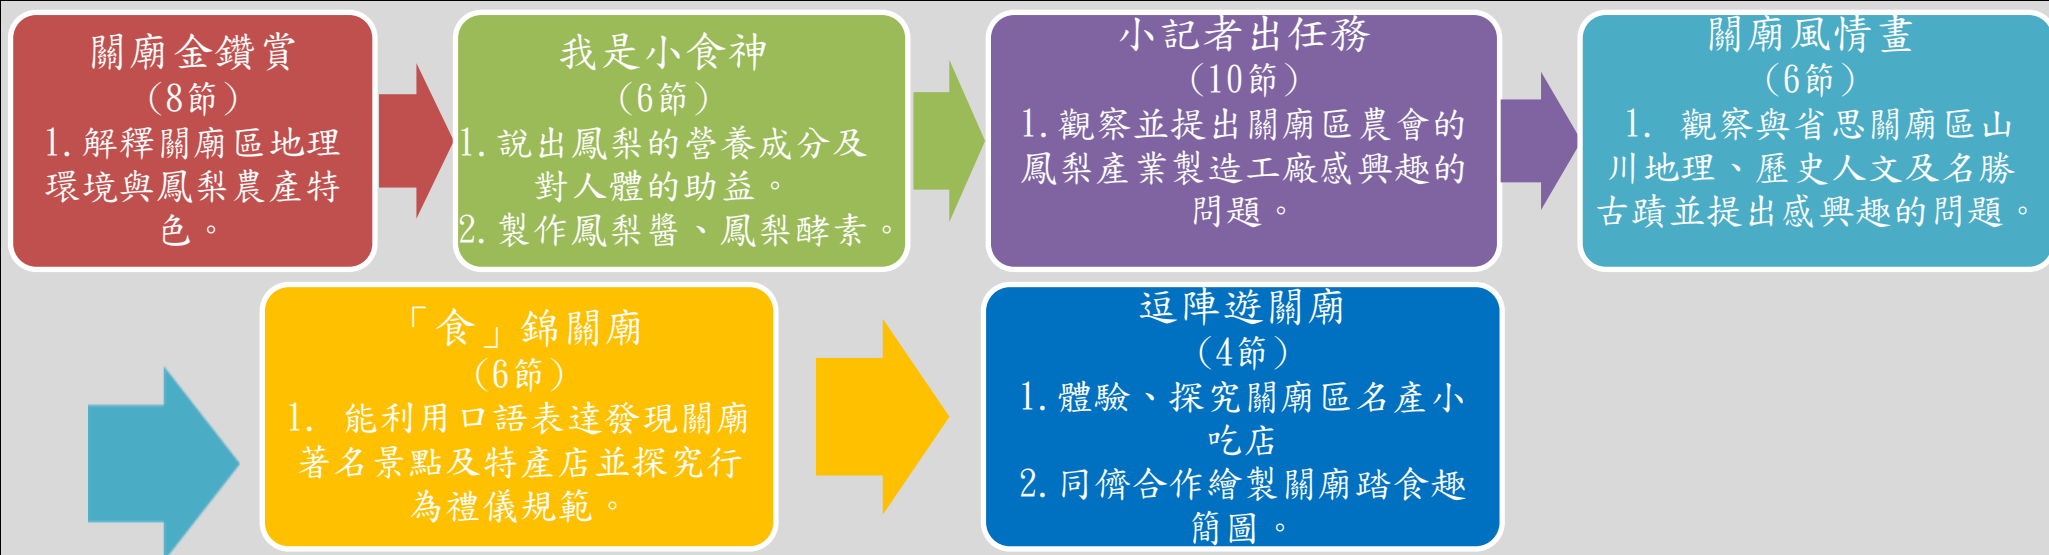 關廟金鑽賞
（8節）
1.解釋關廟區地理
環境與鳳梨農產特
色。
我是小食神
（6節）
1.說出鳳梨的營養成分及
對人體的助益。
2.製作鳳梨醬、鳳梨酵素。
小記者出任務
（10節）
1.觀察並提出關廟區農會的
鳳梨產業製造工廠感興趣的
問題。
關廟風情畫
（6節）
1. 觀察與省思關廟區山
川地理、歷史人文及名勝
古蹟並提出感興趣的問題。
「食」錦關廟
（6節）
1. 能利用口語表達發現關廟
著名景點及特產店並探究行
為禮儀規範。
逗陣遊關廟
（4節）
1.體驗、探究關廟區名產小
吃店
2.同儕合作繪製關廟踏食趣
簡圖。